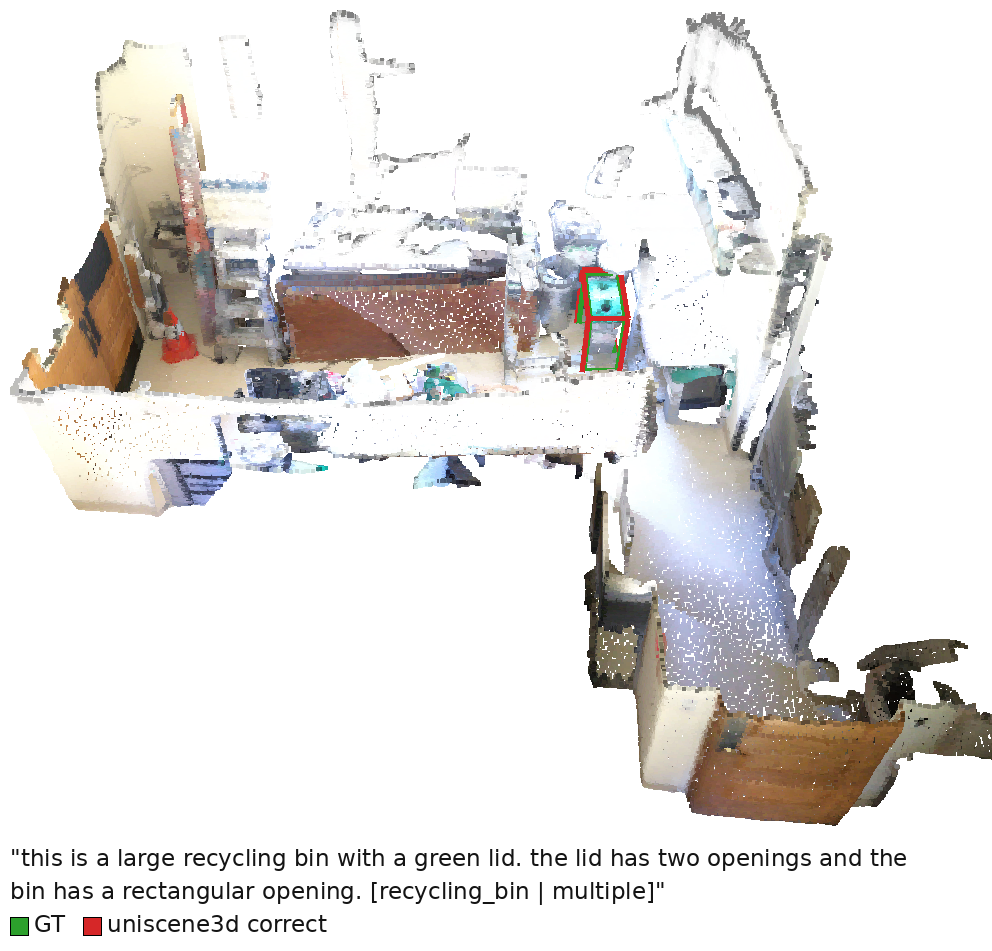 "this is a large recycling bin with a green lid. the lid has two openings and the
bin has a rectangular opening. [recycling_bin | multiple]"
GT uniscene3d correct